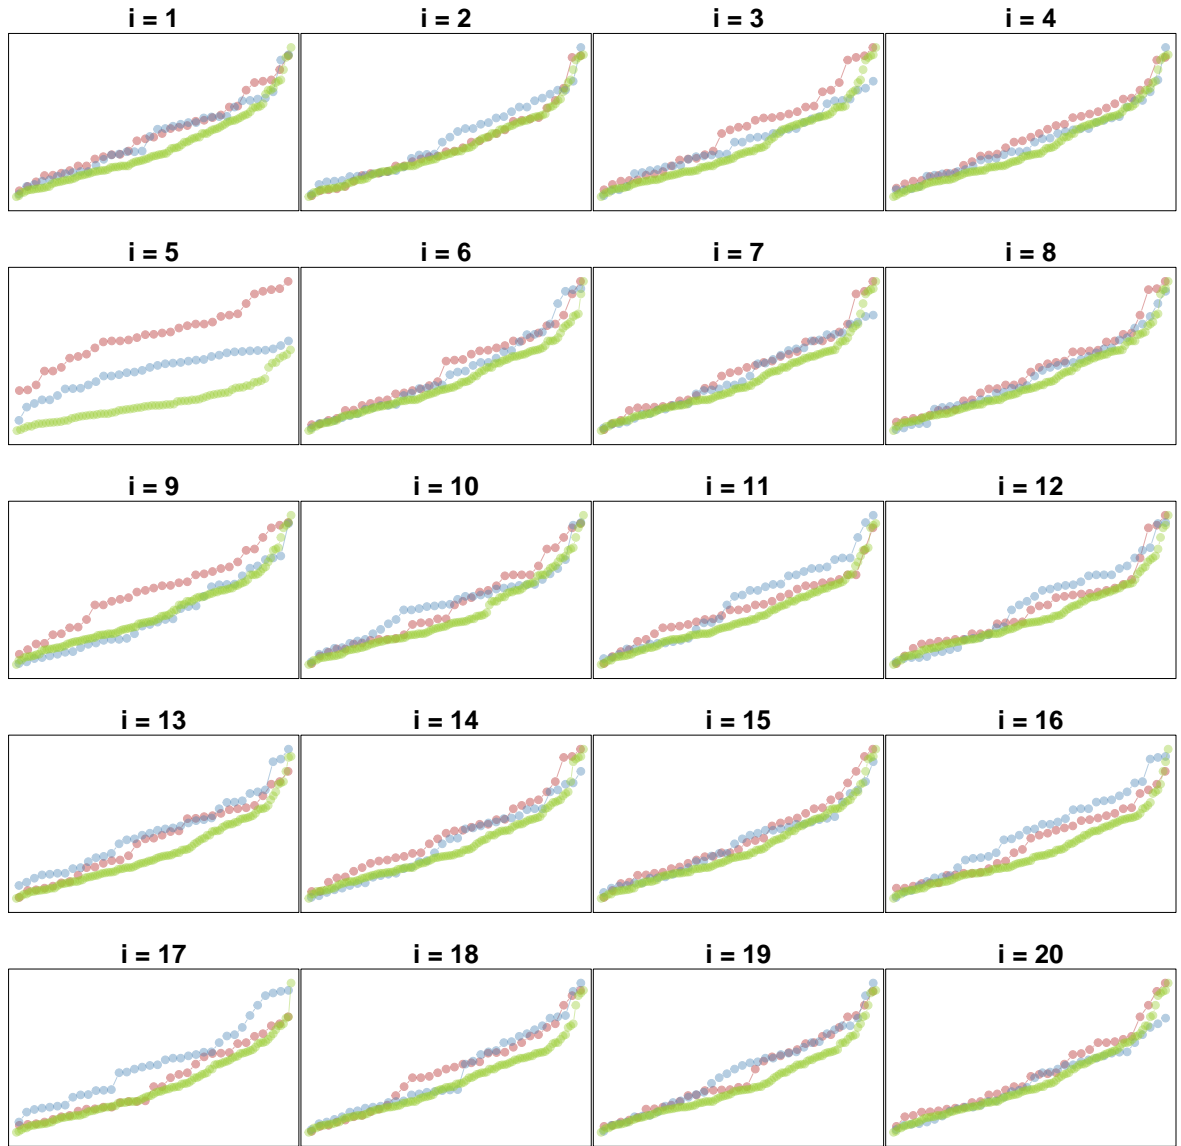 i = 1 i = 2 i = 3 i = 4
i = 5 i = 6 i = 7 i = 8
i = 9 i = 10 i = 11 i = 12
i = 13 i = 14 i = 15 i = 16
i = 17 i = 18 i = 19 i = 20